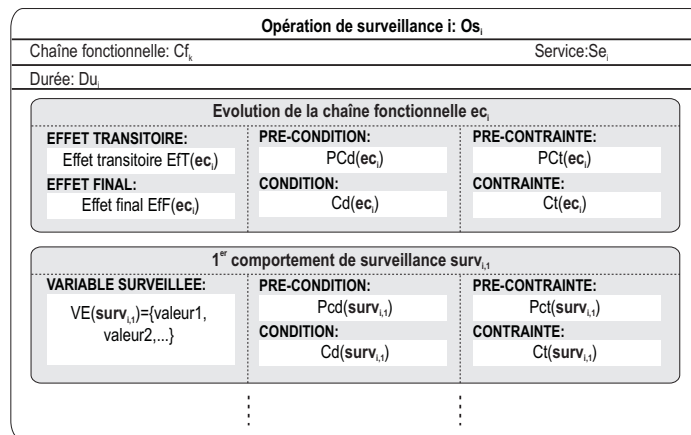 Opération de surveillance i: Osᵢ
Chaîne fonctionnelle: Cfₖ Service:Seⱼ
Durée: Duᵢ
Evolution de la chaîne fonctionnelle ecᵢ
EFFET TRANSITOIRE: PRE-CONDITION: PRE-CONTRAINTE:
Effet transitoire EfT(ecᵢ) PCd(ecᵢ) PCt(ecᵢ)
EFFET FINAL: CONDITION: CONTRAINTE:
Effet final EfF(ecᵢ) Cd(ecᵢ) Ct(ecᵢ)
1er comportement de surveillance survᵢ,₁
VARIABLE SURVEILLEE: PRE-CONDITION: PRE-CONTRAINTE:
VE(survᵢ,₁)={valeur1, Pcd(survᵢ,₁) Pct(survᵢ,₁)
valeur2,...} CONDITION: CONTRAINTE:
Cd(survᵢ,₁) Ct(survᵢ,₁)